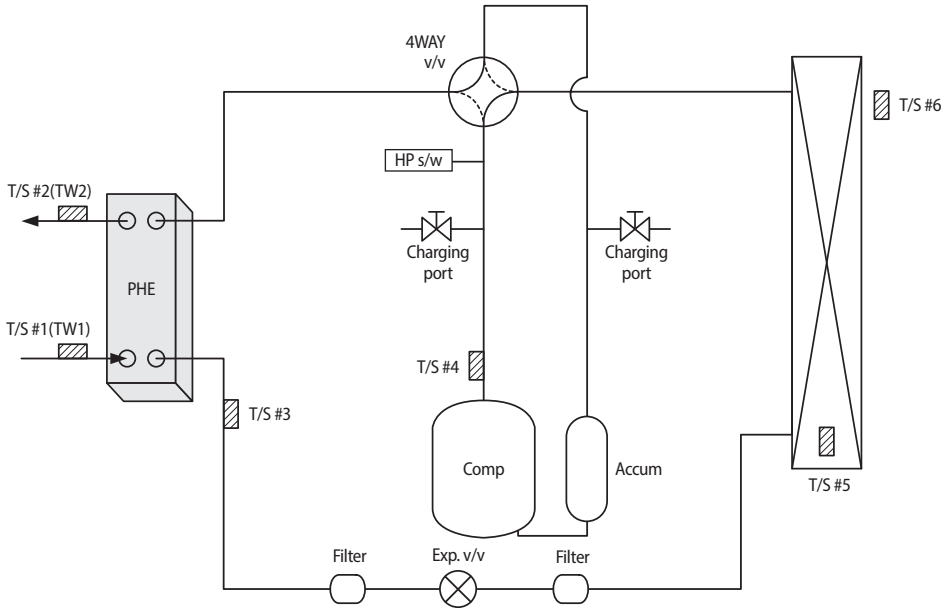 4WAY
v/v
T/S #6
HP s/w
T/S #2(TW2)
Charging
port
Charging
port
PHE
T/S #1(TW1)
T/S #4
T/S #3
Comp
Accum
T/S #5
Filter
Exp. v/v
Filter